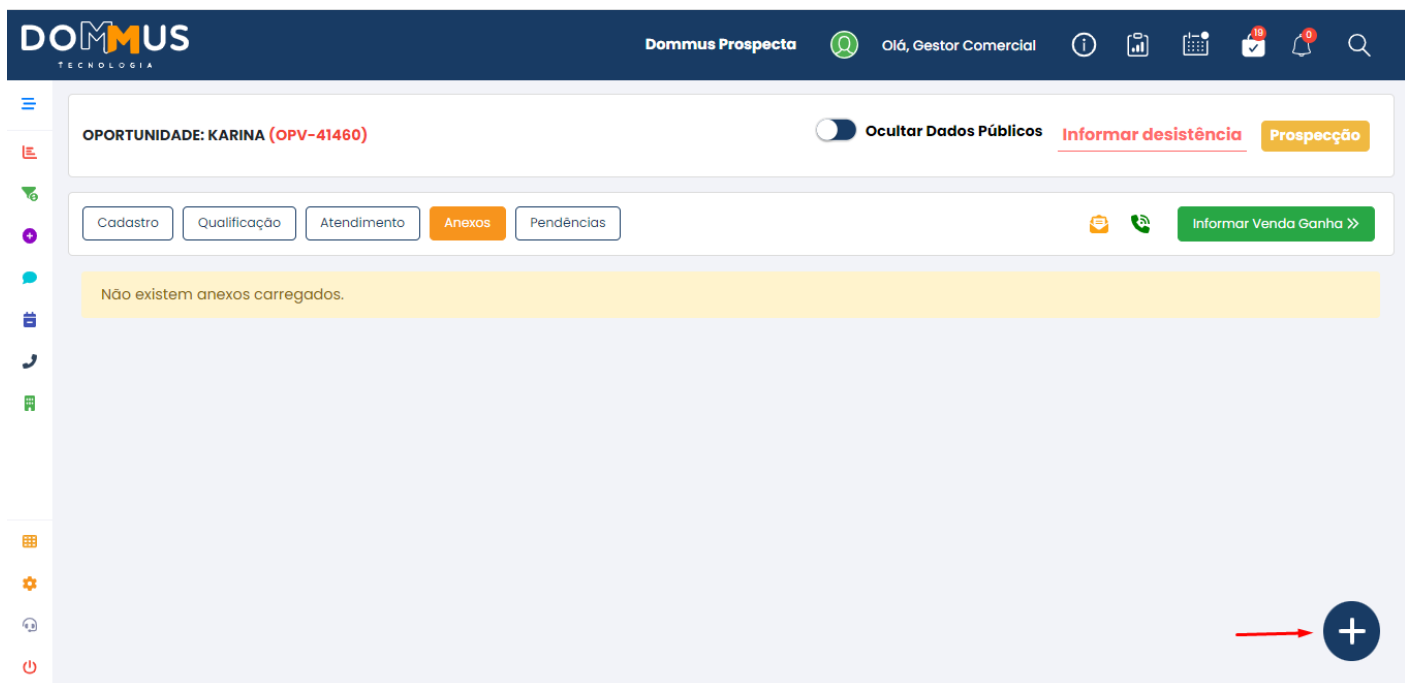 DOMMUS
TECNOLOGIA
Dommus Prospecta
Olá, Gestor Comercial
19
0
OPORTUNIDADE: KARINA (OPV-41460)
Ocultar Dados Públicos
Informar desistência
Prospecção
Cadastro
Qualificação
Atendimento
Anexos
Pendências
Informar Venda Ganha »
Não existem anexos carregados.